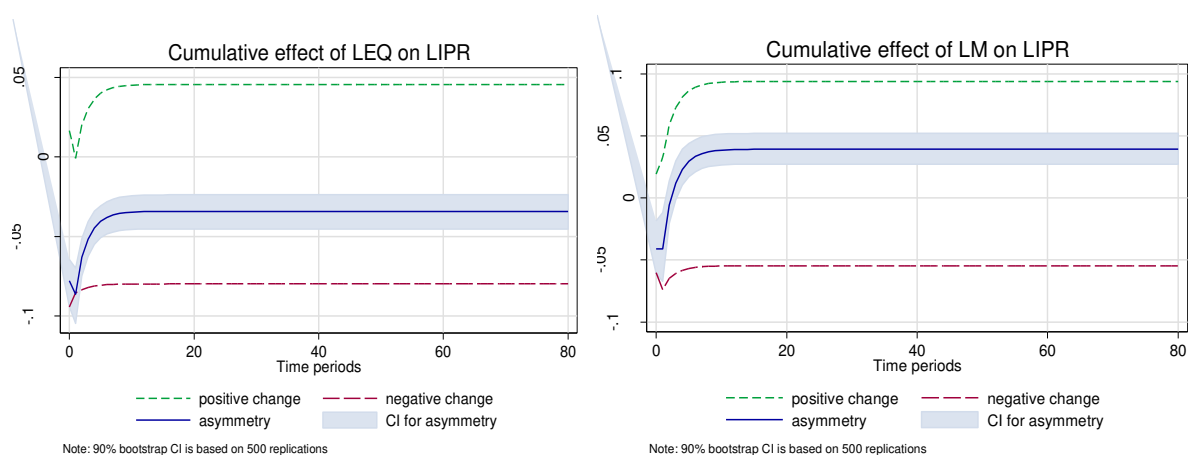 Cumulative effect of LEQ on LIPR
.05
0
-.05
-.1
0 20 40 60 80
Time periods
positive change negative change
asymmetry CI for asymmetry
Note: 90% bootstrap CI is based on 500 replications
Cumulative effect of LM on LIPR
.1
.05
0
-.05
-.1
0 20 40 60 80
Time periods
positive change negative change
asymmetry CI for asymmetry
Note: 90% bootstrap CI is based on 500 replications